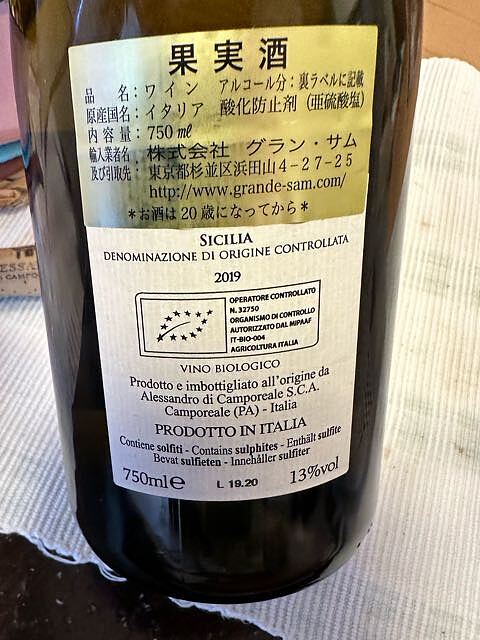 果実酒
品 名：ワイン アルコール分：裏ラベルに記載
原産国名：イタリア 酸化防止剤（亜硫酸塩）
内容量：750㎖
輸入業者名 株式会社 グラン・サム
及び引取先：東京都杉並区浜田山4－27－25
http://www.grande-sam.com/
＊お酒は20歳になってから＊
SICILIA
DENOMINAZIONE DI ORIGINE CONTROLLATA
2019
OPERATORE CONTROLLATO
N. 32750
ORGANISMO DI CONTROLLO
AUTORIZZATO DAL MIPAAF
IT-BIO-004
AGRICOLTURA ITALIA
VINO BIOLOGICO
Prodotto e imbottigliato all'origine da
Alessandro di Camporeale S.C.A.
Camporeale (PA) - Italia
PRODOTTO IN ITALIA
Contiene solfiti - Contains sulphites - Enthält sulfite
Bevat sulfieten - Innehåller sulfiter
750ml℮ L 19.20 13%vol